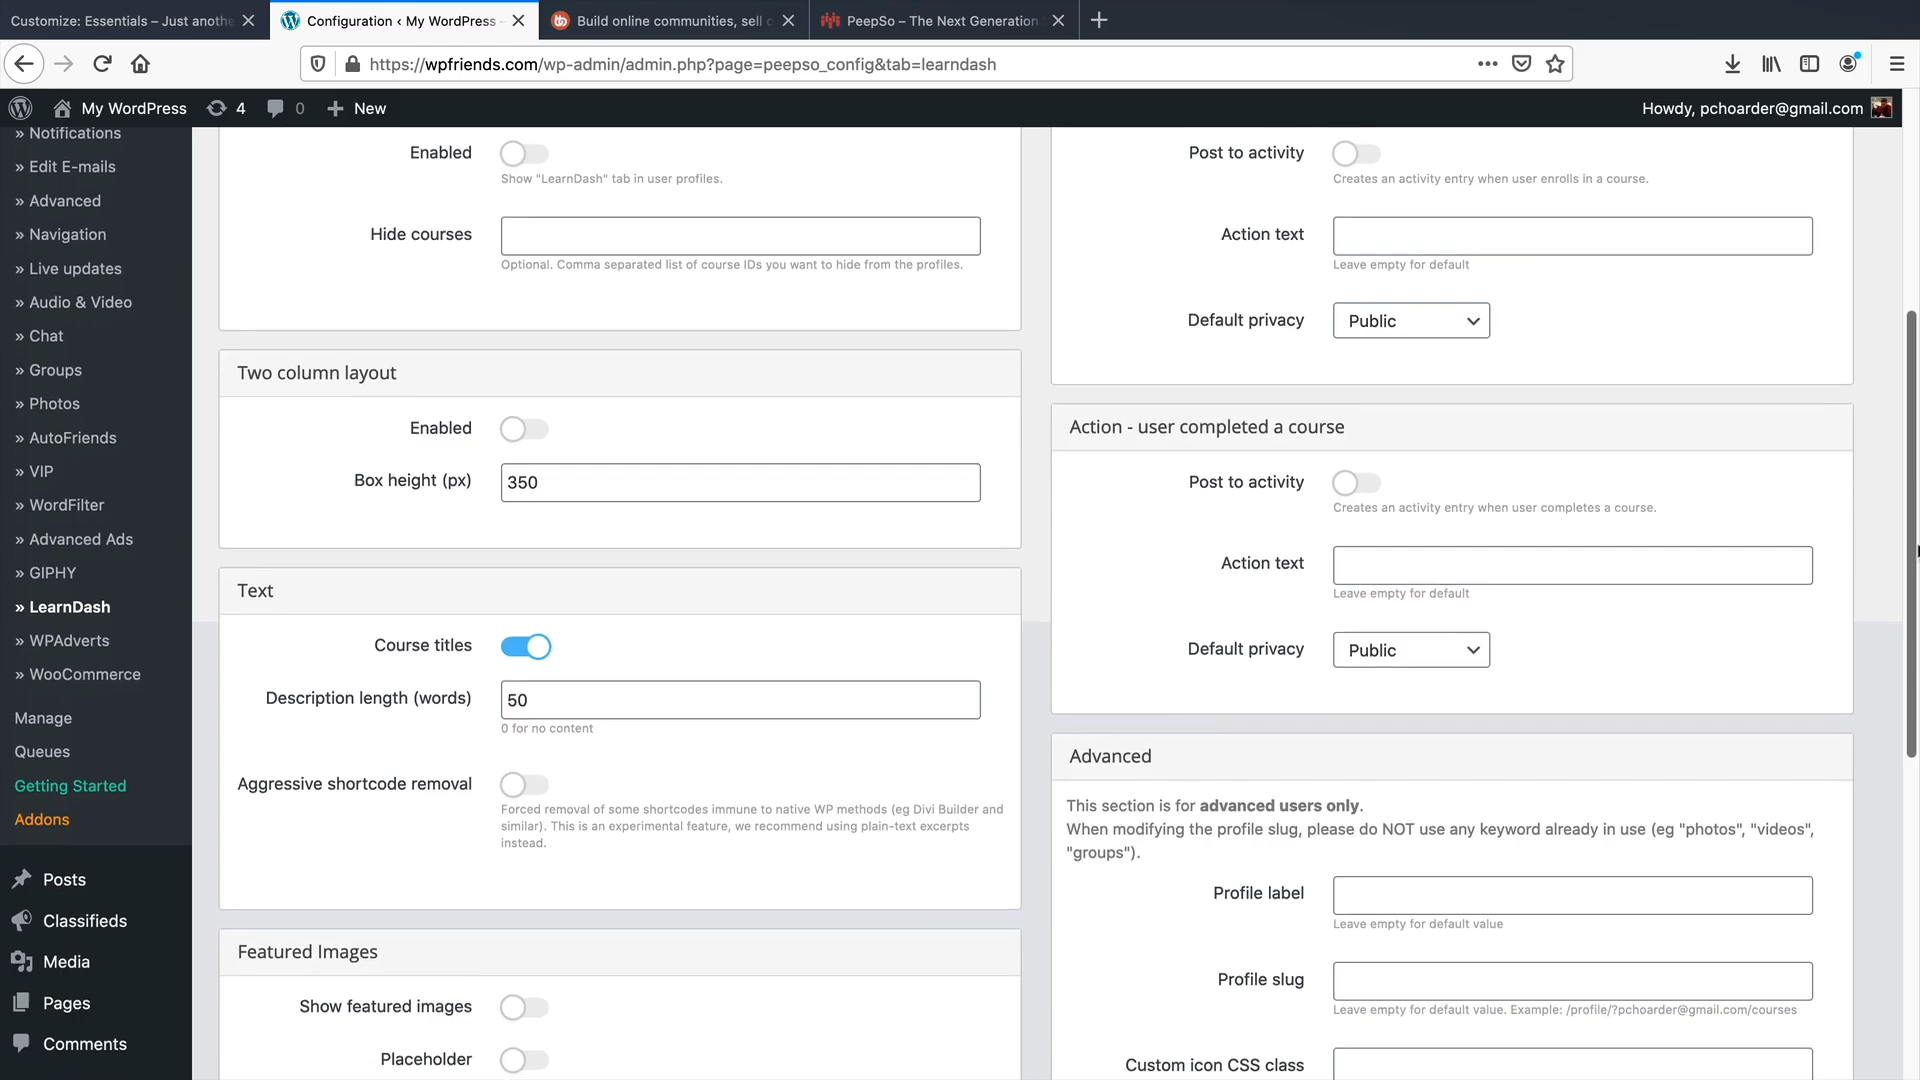 Customize: Essentials – Just anothe
Configuration ‹ My WordPress –
Build online communities, sell c
PeepSo – The Next Generation
https://wpfriends.com/wp-admin/admin.php?page=peepso_config&tab=learndash
My WordPress
4
0
New
Howdy, pchoarder@gmail.com
» Notifications
» Edit E-mails
» Advanced
» Navigation
» Live updates
» Audio & Video
» Chat
» Groups
» Photos
» AutoFriends
» VIP
» WordFilter
» Advanced Ads
» GIPHY
» LearnDash
» WPAdverts
» WooCommerce
Manage
Queues
Getting Started
Addons
Posts
Classifieds
Media
Pages
Comments
Enabled
Show "LearnDash" tab in user profiles.
Hide courses
Optional. Comma separated list of course IDs you want to hide from the profiles.
Two column layout
Enabled
Box height (px)
350
Text
Course titles
Description length (words)
50
0 for no content
Aggressive shortcode removal
Forced removal of some shortcodes immune to native WP methods (eg Divi Builder and
similar). This is an experimental feature, we recommend using plain-text excerpts
instead.
Featured Images
Show featured images
Placeholder
Post to activity
Creates an activity entry when user enrolls in a course.
Action text
Leave empty for default
Default privacy
Public
Action - user completed a course
Post to activity
Creates an activity entry when user completes a course.
Action text
Leave empty for default
Default privacy
Public
Advanced
This section is for advanced users only.
When modifying the profile slug, please do NOT use any keyword already in use (eg "photos", "videos",
"groups").
Profile label
Leave empty for default value
Profile slug
Leave empty for default value. Example: /profile/?pchoarder@gmail.com/courses
Custom icon CSS class